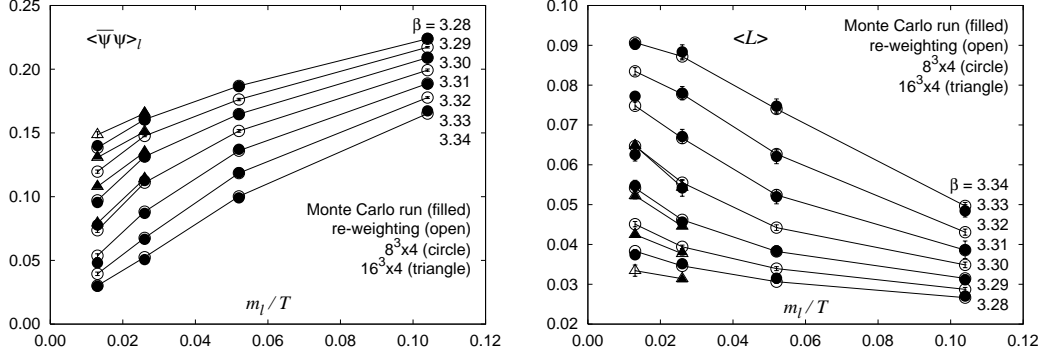 0.25
0.20
0.15
0.10
0.05
0.00
<ψ̄ψ>l
β = 3.28
3.29
3.30
3.31
3.32
3.33
3.34
Monte Carlo run (filled)
re-weighting (open)
8³x4 (circle)
16³x4 (triangle)
ml / T
0.00 0.02 0.04 0.06 0.08 0.10 0.12
0.10
0.09
0.08
0.07
0.06
0.05
0.04
0.03
0.02
<L>
Monte Carlo run (filled)
re-weighting (open)
8³x4 (circle)
16³x4 (triangle)
β = 3.34
3.33
3.32
3.31
3.30
3.29
3.28
ml / T
0.00 0.02 0.04 0.06 0.08 0.10 0.12